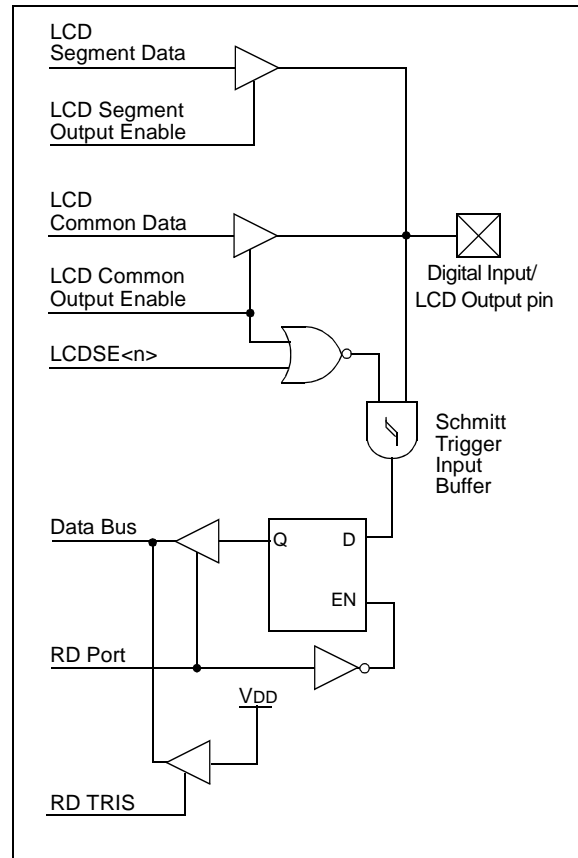 LCD
Segment Data
LCD Segment
Output Enable
LCD
Common Data
Digital Input/
LCD Output pin
LCD Common
Output Enable
LCDSE<n>
Schmitt
Trigger
Input
Buffer
Data Bus
Q
D
EN
RD Port
VDD
RD TRIS